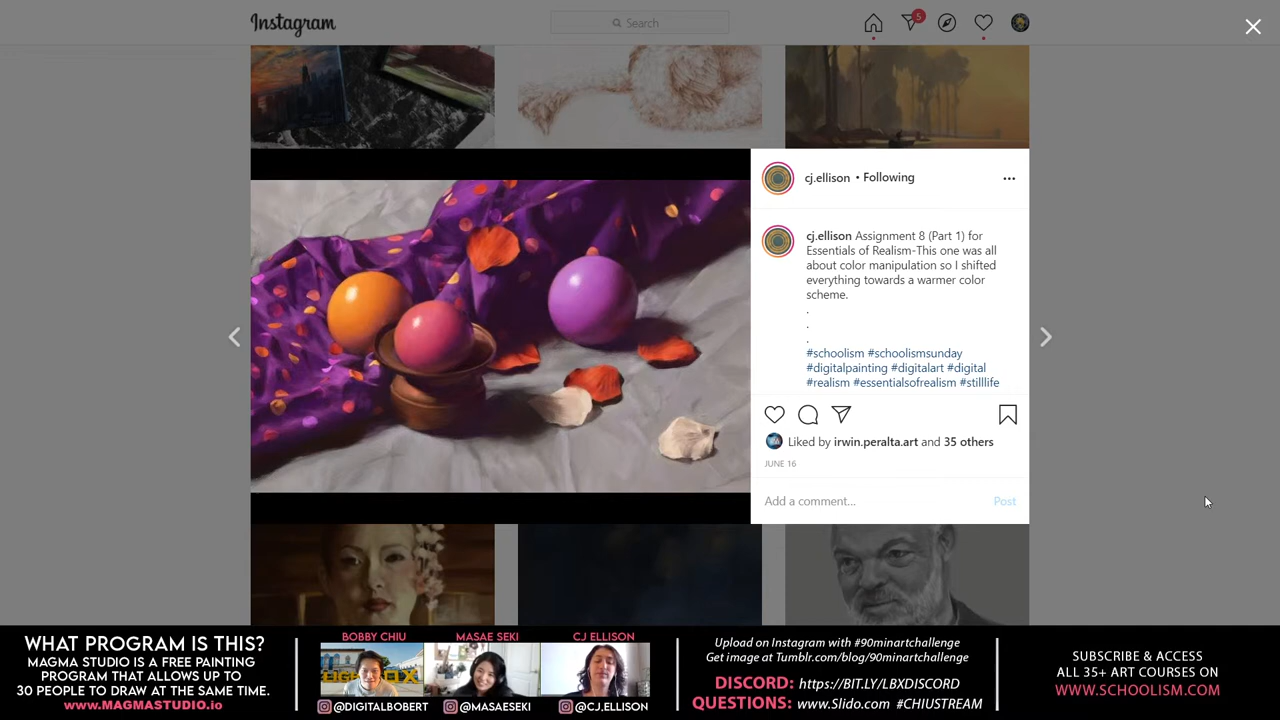 Instagram
Search
5
cj.ellison • Following
cj.ellison Assignment 8 (Part 1) for
Essentials of Realism-This one was all
about color manipulation so I shifted
everything towards a warmer color
scheme.
.
.
.
#schoolism #schoolismsunday
#digitalpainting #digitalart #digital
#realism #essentialsofrealism #stilllife
Liked by irwin.peralta.art and 35 others
JUNE 16
Add a comment...
Post
WHAT PROGRAM IS THIS?
MAGMA STUDIO IS A FREE PAINTING
PROGRAM THAT ALLOWS UP TO
30 PEOPLE TO DRAW AT THE SAME TIME.
www.MAGMASTUDIO.io
BOBBY CHIU
MASAE SEKI
CJ ELLISON
@DIGITALBOBERT
@MASAESEKI
@CJ.ELLISON
Upload on Instagram with #90minartchallenge
Get image at Tumblr.com/blog/90minartchallenge
DISCORD: https://BIT.LY/LBXDISCORD
QUESTIONS: www.Slido.com #CHIUSTREAM
SUBSCRIBE & ACCESS
ALL 35+ ART COURSES ON
WWW.SCHOOLISM.COM